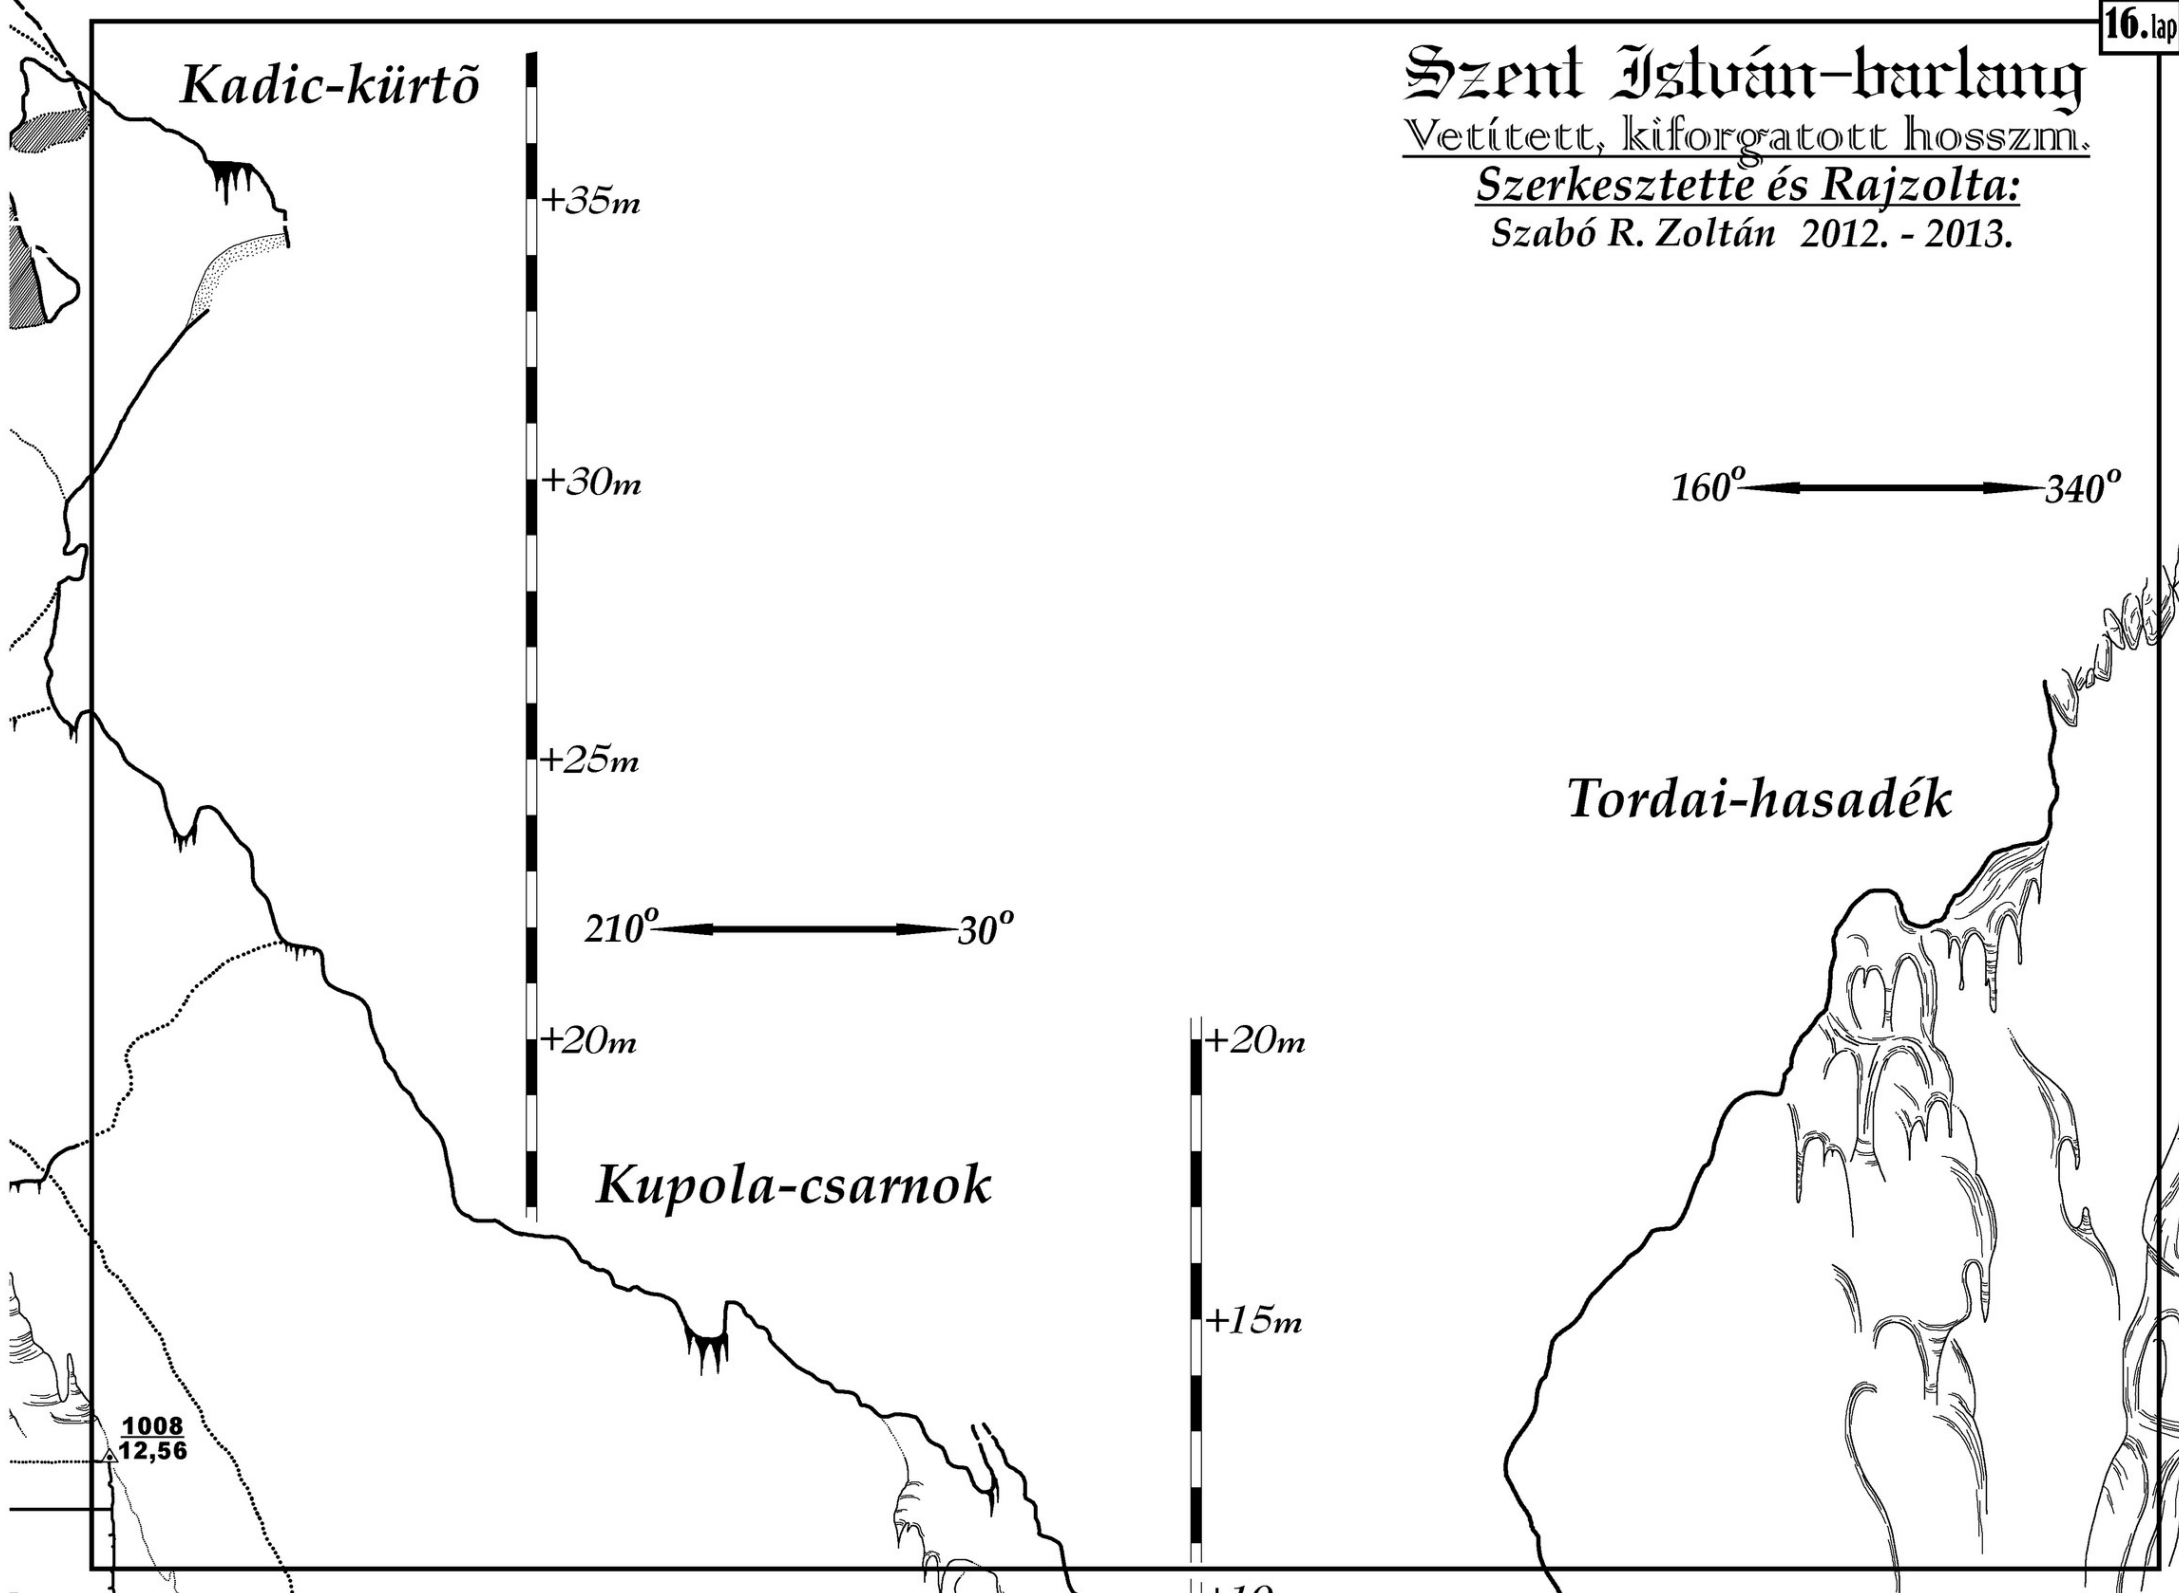 16. lap
Szent István-barlang
Vetített, kiforgatott hosszm.
Szerkesztette és Rajzolta:
Szabó R. Zoltán 2012. - 2013.
Kadic-kürtõ
+35m
+30m
+25m
+20m
160° 340°
Tordai-hasadék
210° 30°
Kupola-csarnok
+20m
+15m
1008
12,56
+10